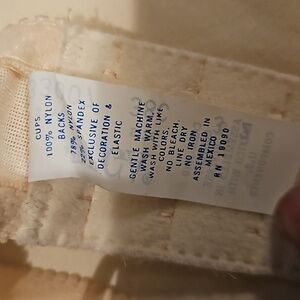 CUPS
100% NYLON
BACKS
78% NYLON
22% SPANDEX
EXCLUSIVE OF
DECORATION &
ELASTIC
GENTLE MACHINE
WASH WARM,
WASH WITH LIKE
COLORS,
NO BLEACH,
LINE DRY
NO IRON
ASSEMBLED IN
MEXICO
RN 19090